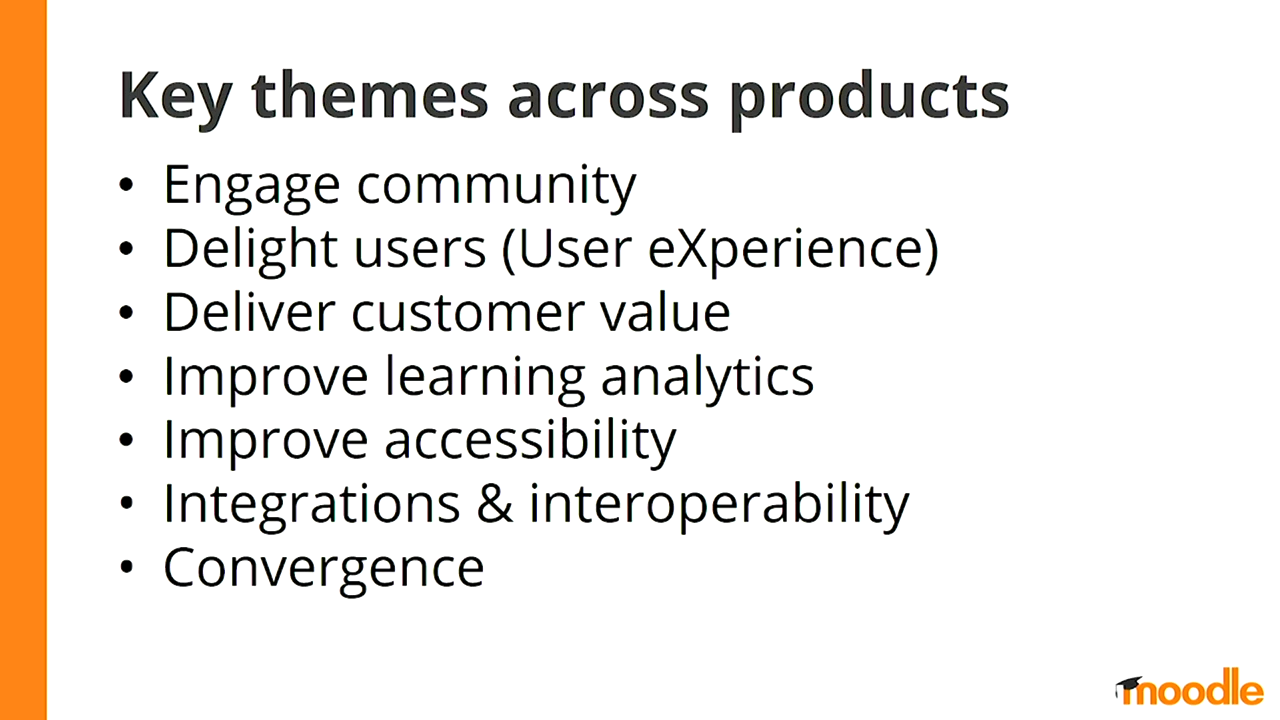 Key themes across products
• Engage community
• Delight users (User eXperience)
• Deliver customer value
• Improve learning analytics
• Improve accessibility
• Integrations & interoperability
• Convergence
moodle